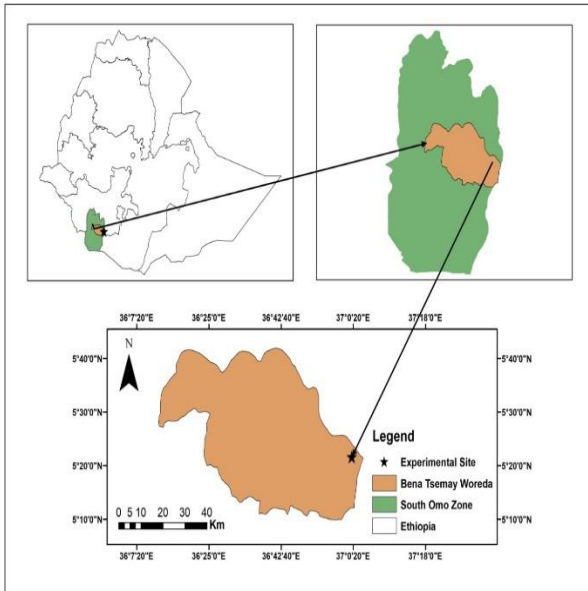 36°7'20"E 36°25'0"E 36°42'40"E 37°0'20"E 37°18'0"E
N
5°40'0"N 5°40'0"N
5°30'0"N 5°30'0"N
Legend
Experimental Site
5°20'0"N 5°20'0"N
Bena Tsemay Woreda
South Omo Zone
0 5 10 20 30 40
Km
5°10'0"N 5°10'0"N
Ethiopia
36°7'20"E 36°25'0"E 36°42'40"E 37°0'20"E 37°18'0"E